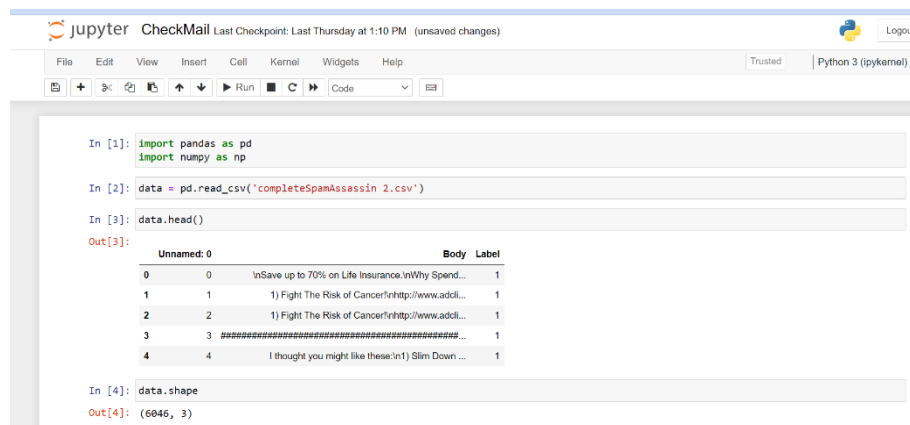 jupyter CheckMail Last Checkpoint: Last Thursday at 1:10 PM (unsaved changes)
Logou
File Edit View Insert Cell Kernel Widgets Help
Trusted Python 3 (ipykernel)
Run Code
In [1]: import pandas as pd
import numpy as np
In [2]: data = pd.read_csv('completeSpamAssassin 2.csv')
In [3]: data.head()
Out[3]:
Unnamed: 0 Body Label
0 0 \nSave up to 70% on Life Insurance.\nWhy Spend... 1
1 1 1) Fight The Risk of Cancer!\nhttp://www.adcli... 1
2 2 1) Fight The Risk of Cancer!\nhttp://www.adcli... 1
3 3 ##############################################... 1
4 4 I thought you might like these:\n1) Slim Down ... 1
In [4]: data.shape
Out[4]: (6046, 3)